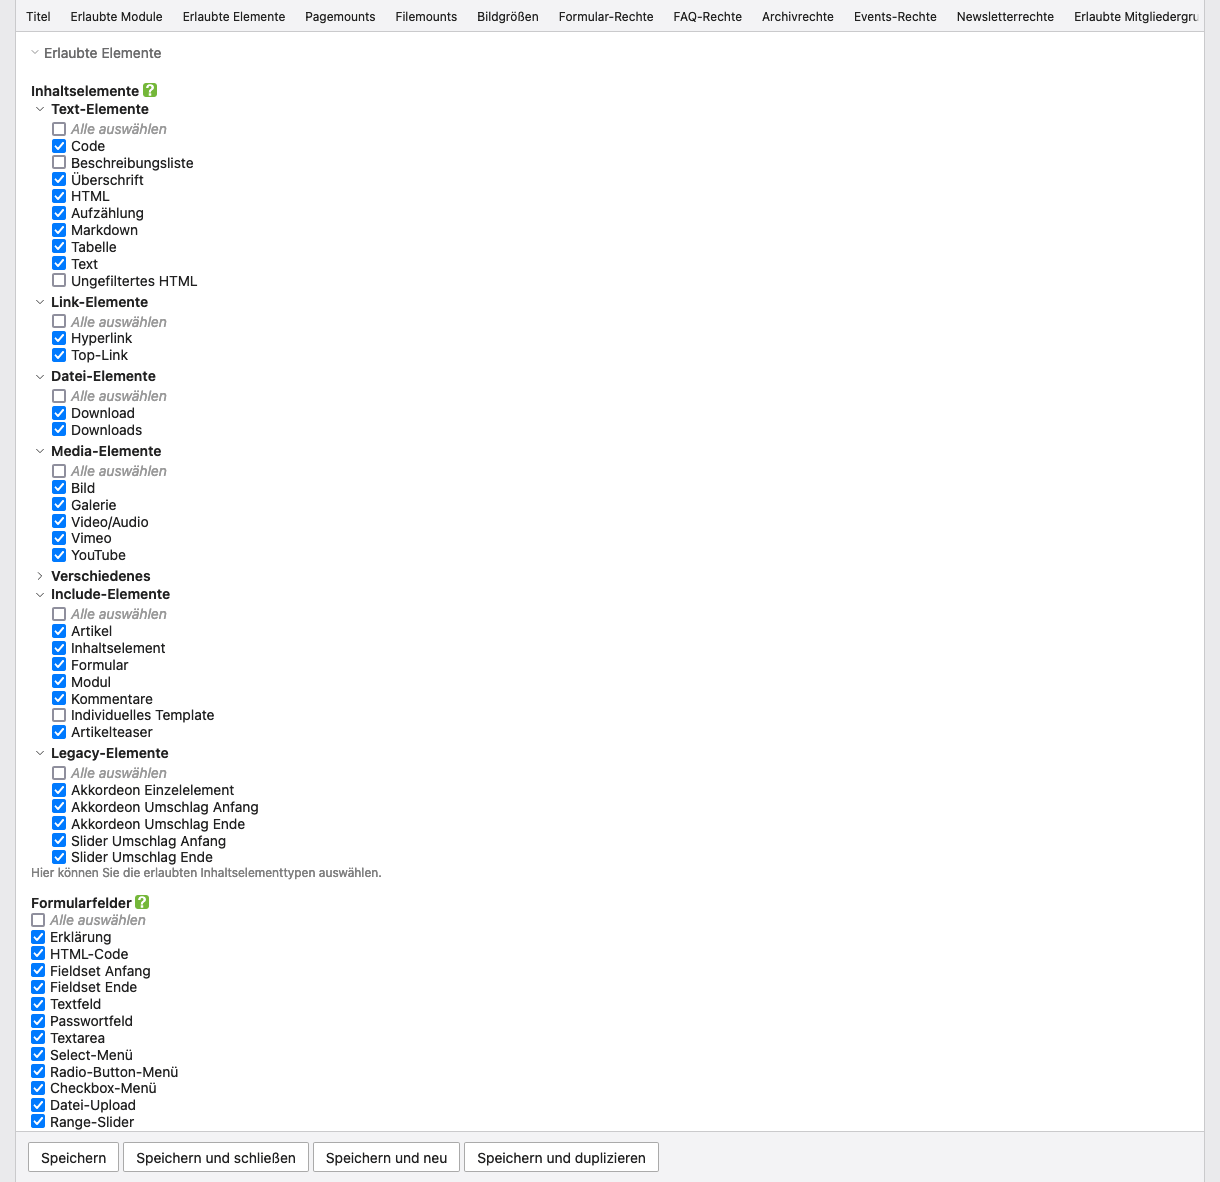 Titel Erlaubte Module Erlaubte Elemente Pagemounts Filemounts Bildgrößen Formular-Rechte FAQ-Rechte Archivrechte Events-Rechte Newsletterrechte Erlaubte Mitgliedergru
Erlaubte Elemente
Inhaltselemente ?
Text-Elemente
Alle auswählen
Code
Beschreibungsliste
Überschrift
HTML
Aufzählung
Markdown
Tabelle
Text
Ungefiltertes HTML
Link-Elemente
Alle auswählen
Hyperlink
Top-Link
Datei-Elemente
Alle auswählen
Download
Downloads
Media-Elemente
Alle auswählen
Bild
Galerie
Video/Audio
Vimeo
YouTube
Verschiedenes
Include-Elemente
Alle auswählen
Artikel
Inhaltselement
Formular
Modul
Kommentare
Individuelles Template
Artikelteaser
Legacy-Elemente
Alle auswählen
Akkordeon Einzelelement
Akkordeon Umschlag Anfang
Akkordeon Umschlag Ende
Slider Umschlag Anfang
Slider Umschlag Ende
Hier können Sie die erlaubten Inhaltselementtypen auswählen.
Formularfelder ?
Alle auswählen
Erklärung
HTML-Code
Fieldset Anfang
Fieldset Ende
Textfeld
Passwortfeld
Textarea
Select-Menü
Radio-Button-Menü
Checkbox-Menü
Datei-Upload
Range-Slider
Speichern Speichern und schließen Speichern und neu Speichern und duplizieren